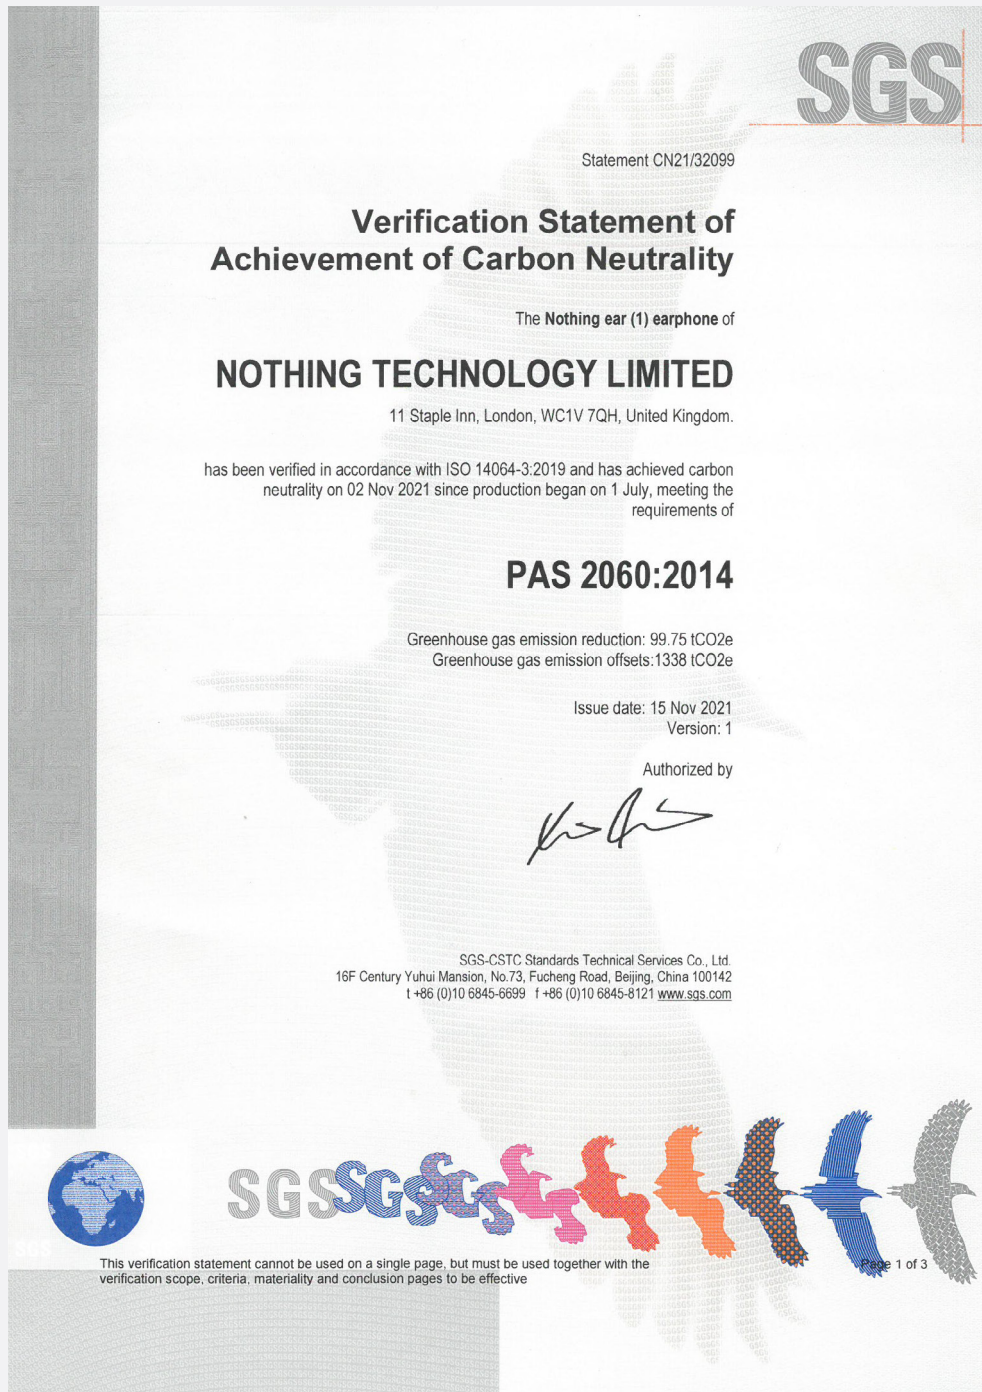 SGS
Statement CN21/32099
Verification Statement of
Achievement of Carbon Neutrality
The Nothing ear (1) earphone of
NOTHING TECHNOLOGY LIMITED
11 Staple Inn, London, WC1V 7QH, United Kingdom.
has been verified in accordance with ISO 14064-3:2019 and has achieved carbon
neutrality on 02 Nov 2021 since production began on 1 July, meeting the
requirements of
PAS 2060:2014
Greenhouse gas emission reduction: 99.75 tCO2e
Greenhouse gas emission offsets:1338 tCO2e
Issue date: 15 Nov 2021
Version: 1
Authorized by
SGS-CSTC Standards Technical Services Co., Ltd.
16F Century Yuhui Mansion, No.73, Fucheng Road, Beijing, China 100142
t +86 (0)10 6845-6699 f +86 (0)10 6845-8121 www.sgs.com
SGS SGS SGS
This verification statement cannot be used on a single page, but must be used together with the
verification scope, criteria, materiality and conclusion pages to be effective
Page 1 of 3